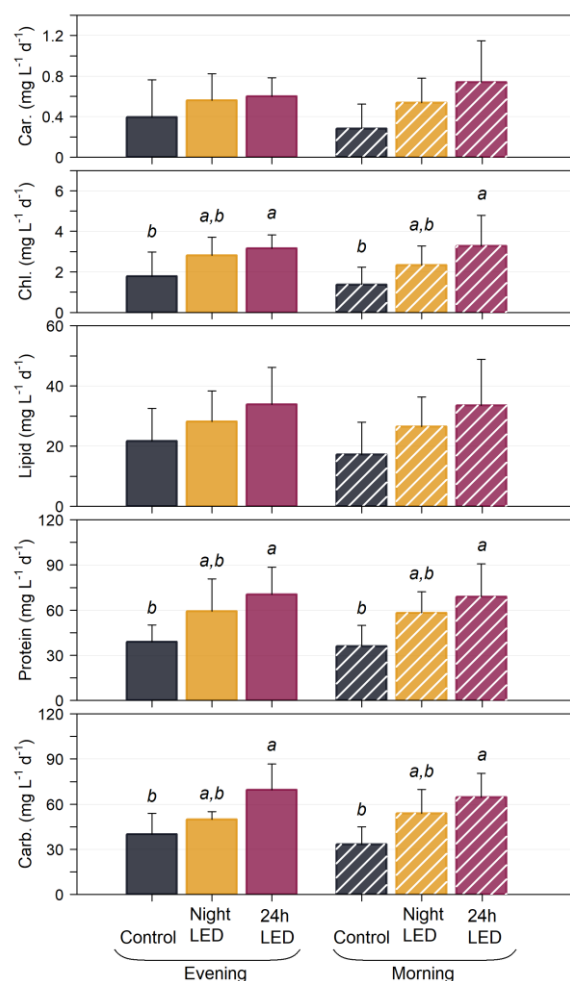 Car. (mg L⁻¹ d⁻¹)
1.2
0.8
0.4
0
Chl. (mg L⁻¹ d⁻¹)
6
4
2
0
b
a,b
a
b
a,b
a
Lipid (mg L⁻¹ d⁻¹)
60
40
20
0
Protein (mg L⁻¹ d⁻¹)
120
90
60
30
0
b
a,b
a
b
a,b
a
Carb. (mg L⁻¹ d⁻¹)
120
90
60
30
0
b
a,b
a
b
a,b
a
Control
Night
LED
24h
LED
Control
Night
LED
24h
LED
Evening
Morning